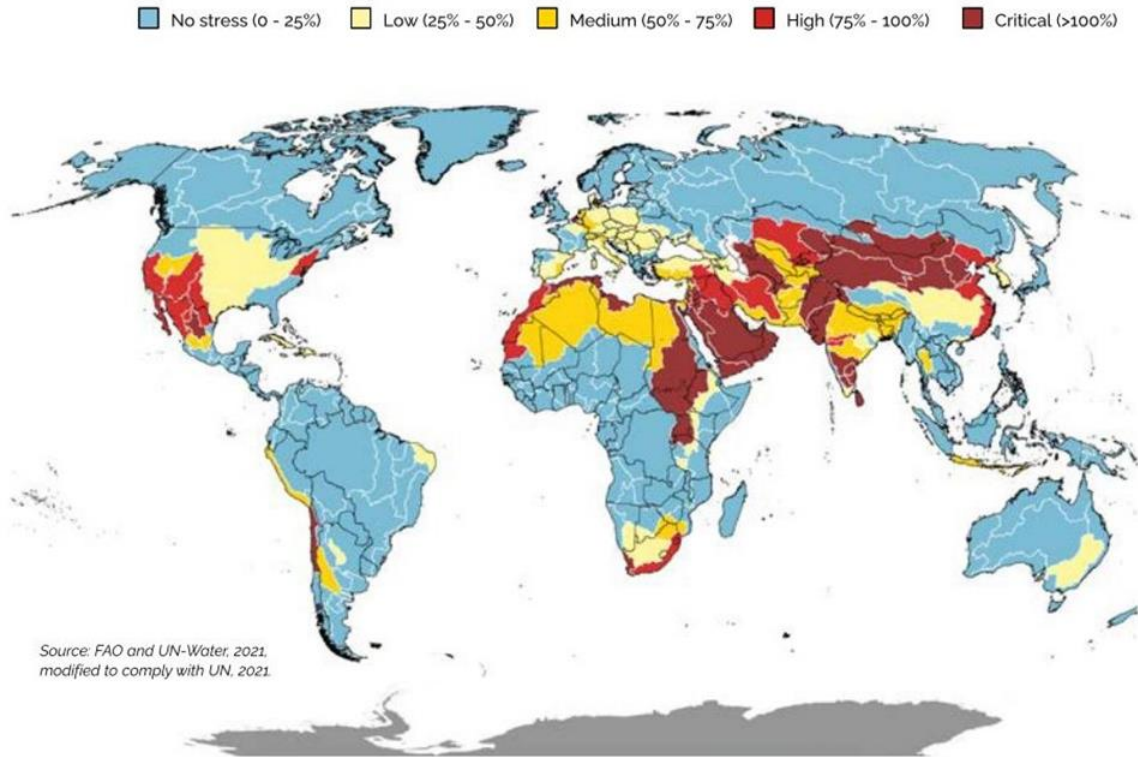 No stress (0 - 25%) Low (25% - 50%) Medium (50% - 75%) High (75% - 100%) Critical (>100%)
Source: FAO and UN-Water, 2021,
modified to comply with UN, 2021.